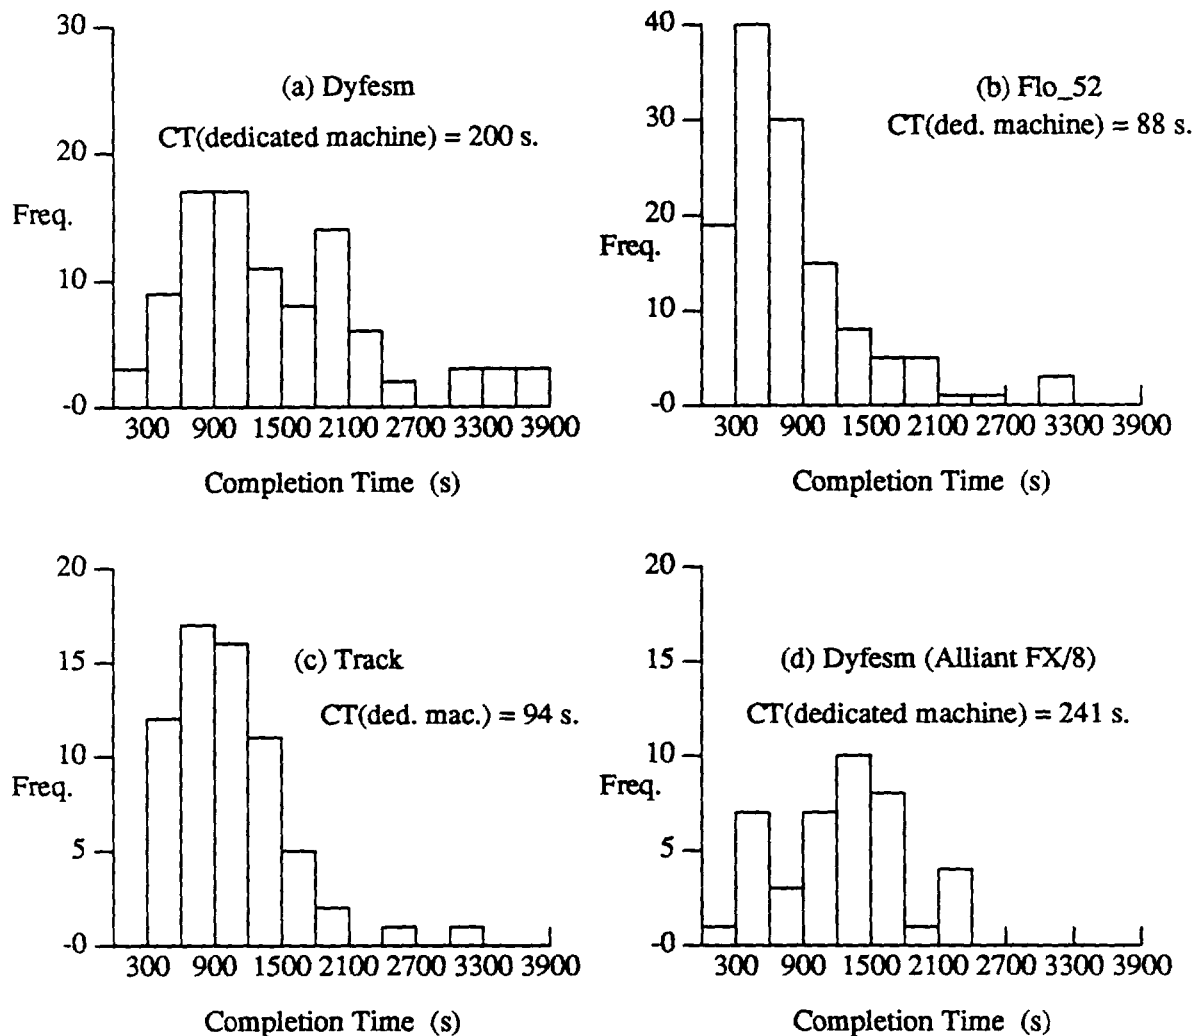 30
(a) Dyfesm
CT(dedicated machine) = 200 s.
20
Freq.
10
-0
300 900 1500 2100 2700 3300 3900
Completion Time (s)
40
(b) Flo_52
CT(ded. machine) = 88 s.
30
20
Freq.
10
-0
300 900 1500 2100 2700 3300 3900
Completion Time (s)
20
15
(c) Track
CT(ded. mac.) = 94 s.
10
Freq.
5
-0
300 900 1500 2100 2700 3300 3900
Completion Time (s)
20
15
(d) Dyfesm (Alliant FX/8)
CT(dedicated machine) = 241 s.
10
Freq.
5
-0
300 900 1500 2100 2700 3300 3900
Completion Time (s)